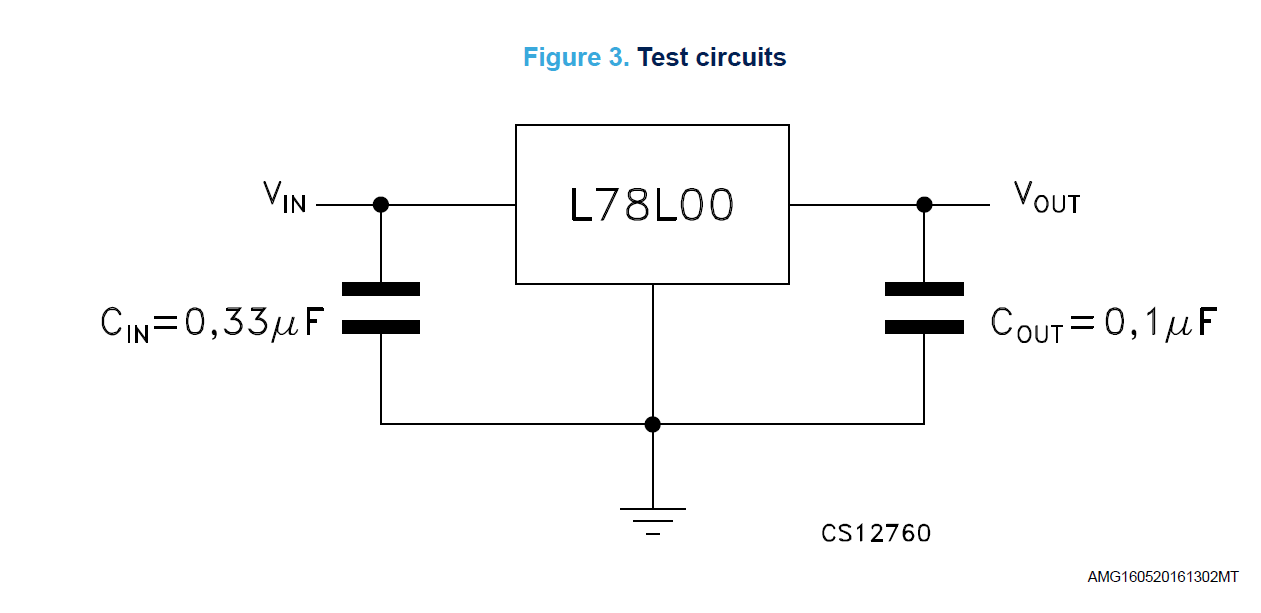 Figure 3. Test circuits
L78L00
VIN
VOUT
CIN=0,33μF
COUT=0,1μF
CS12760
AMG160520161302MT